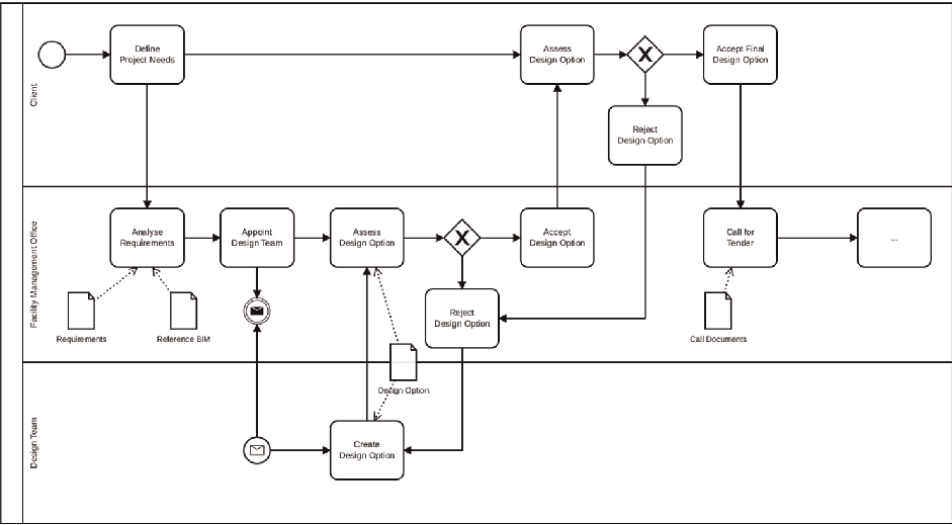 Client
Define
Project Needs
Assess
Design Option
X
Accept Final
Design Option
Reject
Design Option
Facility Management Office
Analyse
Requirements
Appoint
Design Team
Assess
Design Option
X
Accept
Design Option
Call for
Tender
...
Reject
Design Option
Requirements
Reference BIM
Call Documents
Design Option
Design Team
Create
Design Option